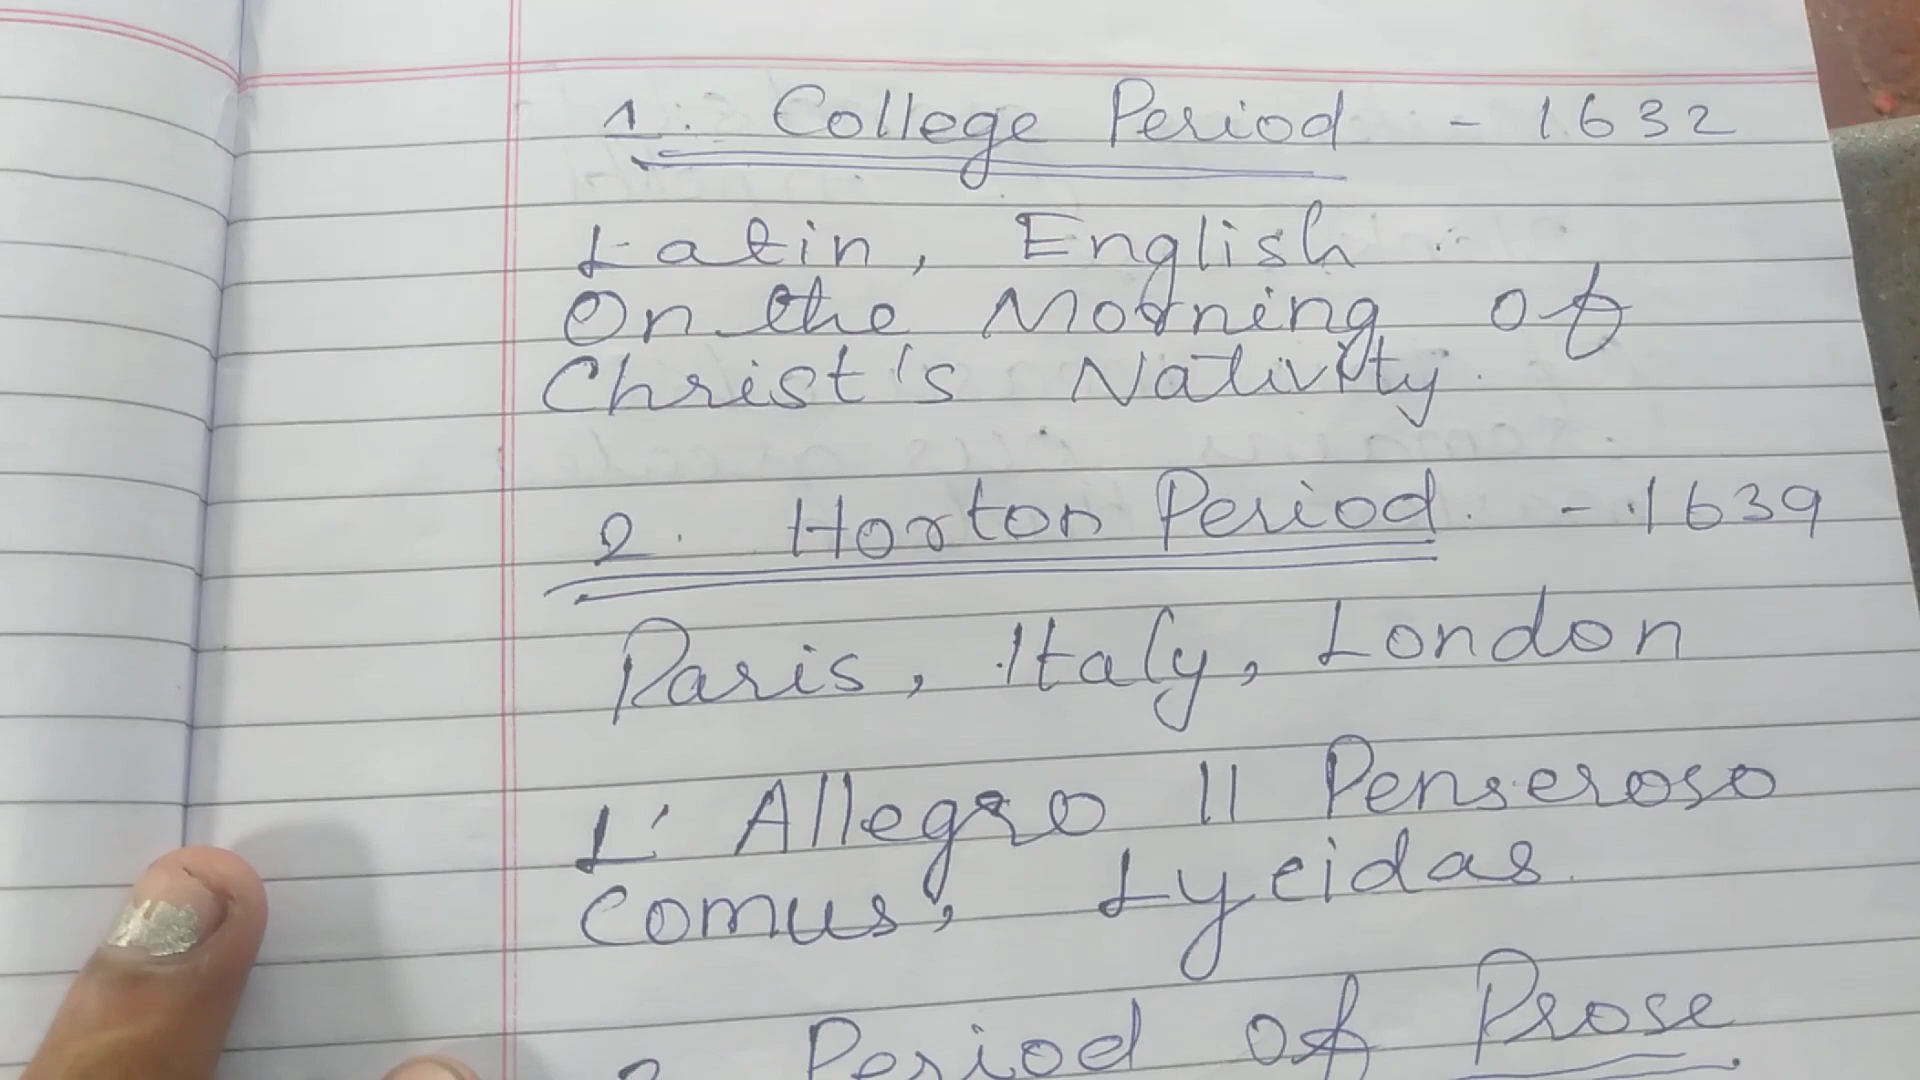 1. College Period - 1632
Latin, English
On the Morning of
Christ's Nativity.
2. Horton Period. - 1639
Paris, Italy, London
L' Allegro Il Penseroso
Comus, Lycidas.
Period of Prose